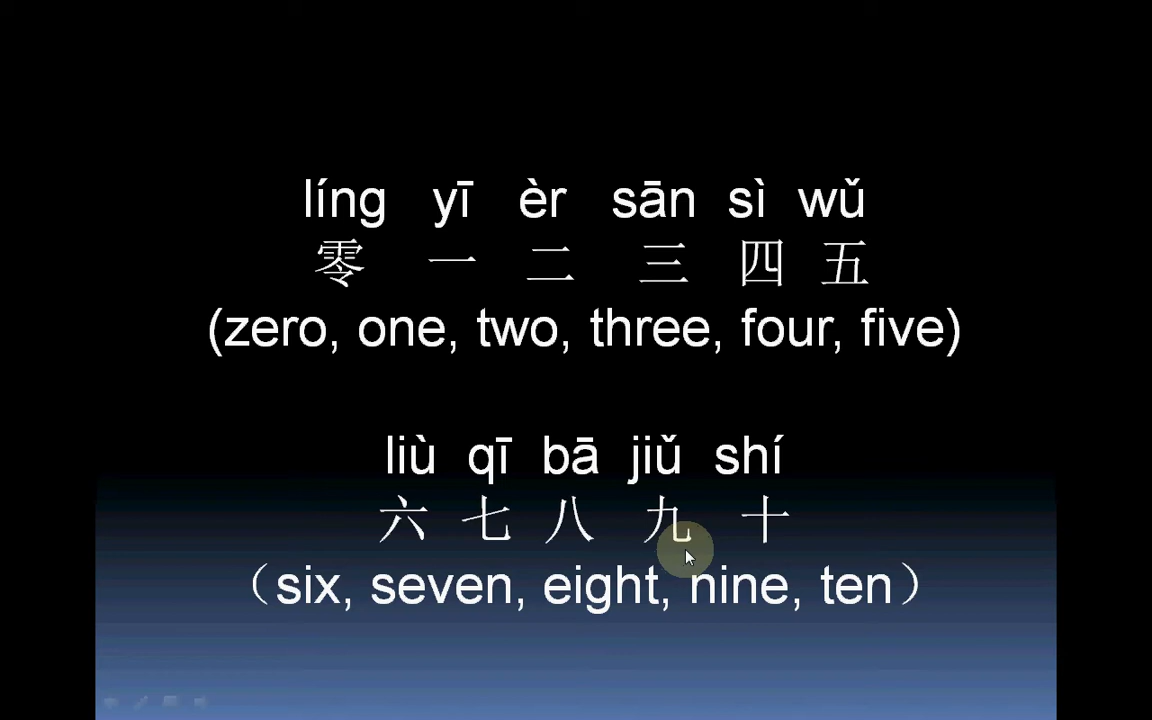 líng yī èr sān sì wǔ
零 一 二 三 四 五
(zero, one, two, three, four, five)
liù qī bā jiǔ shí
六 七 八 九 十
（six, seven, eight, nine, ten）